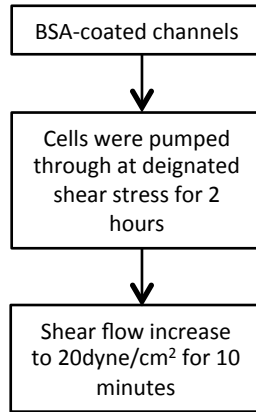 BSA-coated channels
Cells were pumped
through at deignated
shear stress for 2
hours
Shear flow increase
to 20dyne/cm² for 10
minutes